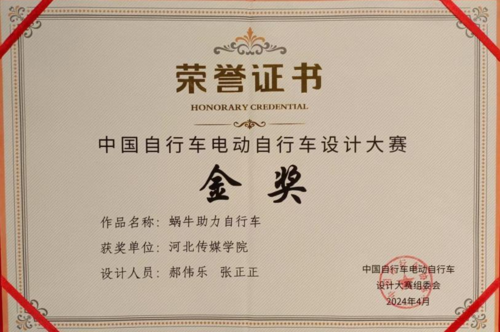 荣誉证书
HONORARY CREDENTIAL
中国自行车电动自行车设计大赛
金奖
作品名称：蜗牛助力自行车
获奖单位：河北传媒学院
设计人员：郝伟乐 张正正
中国自行车电动自行车
设计大赛组委会
2024年4月